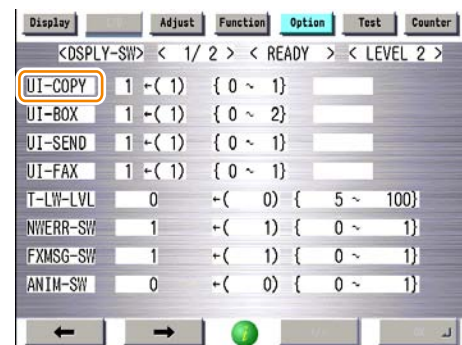 Display Adjust Function Option Test Counter
<DSPLY-SW> < 1/ 2 > < READY > < LEVEL 2 >
UI-COPY 1 ←( 1) { 0 ~ 1}
UI-BOX 1 ←( 1) { 0 ~ 2}
UI-SEND 1 ←( 1) { 0 ~ 1}
UI-FAX 1 ←( 1) { 0 ~ 1}
T-LW-LVL 0 ←( 0) { 5 ~ 100}
NWERR-SW 1 ←( 1) { 0 ~ 1}
FXMSG-SW 1 ←( 1) { 0 ~ 1}
ANIM-SW 0 ←( 0) { 0 ~ 1}
← → i